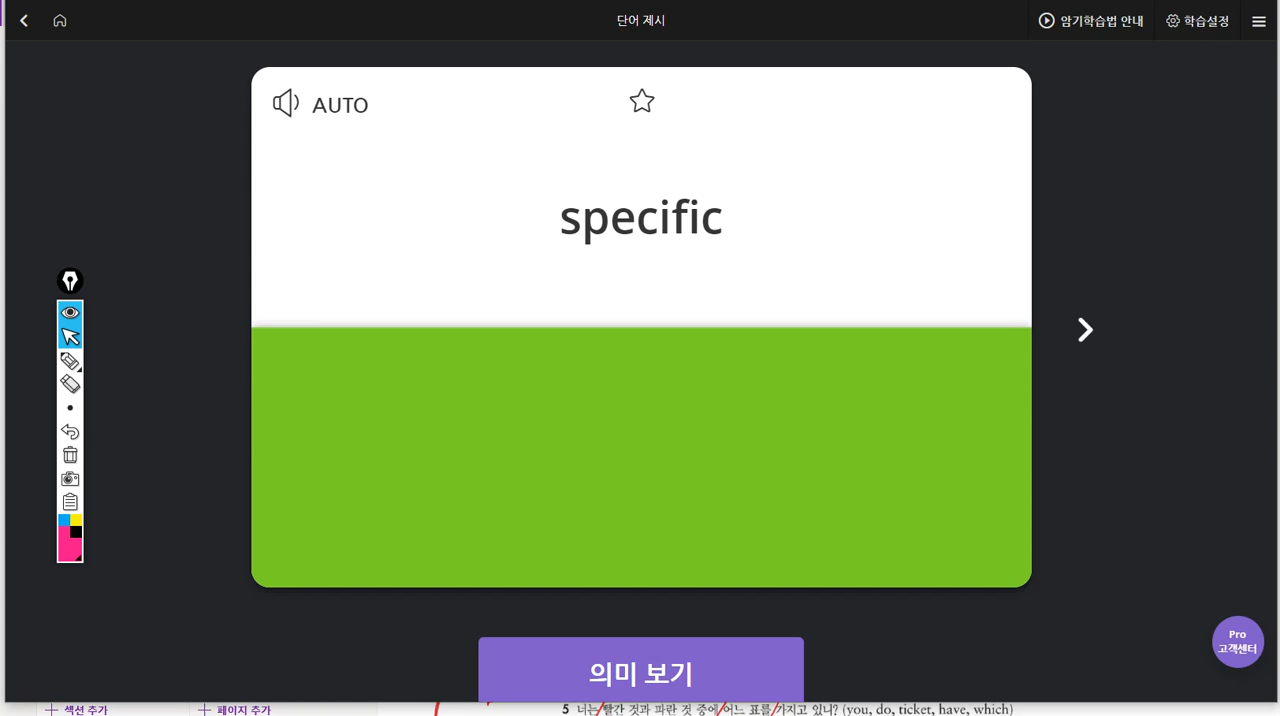 단어 제시
암기학습법 안내
학습설정
AUTO
specific
의미 보기
Pro
고객센터
섹션 추가
페이지 추가
5 너는 빨간 것과 파란 것 중에 어느 표를 가지고 있니? (you, do, ticket, have, which)